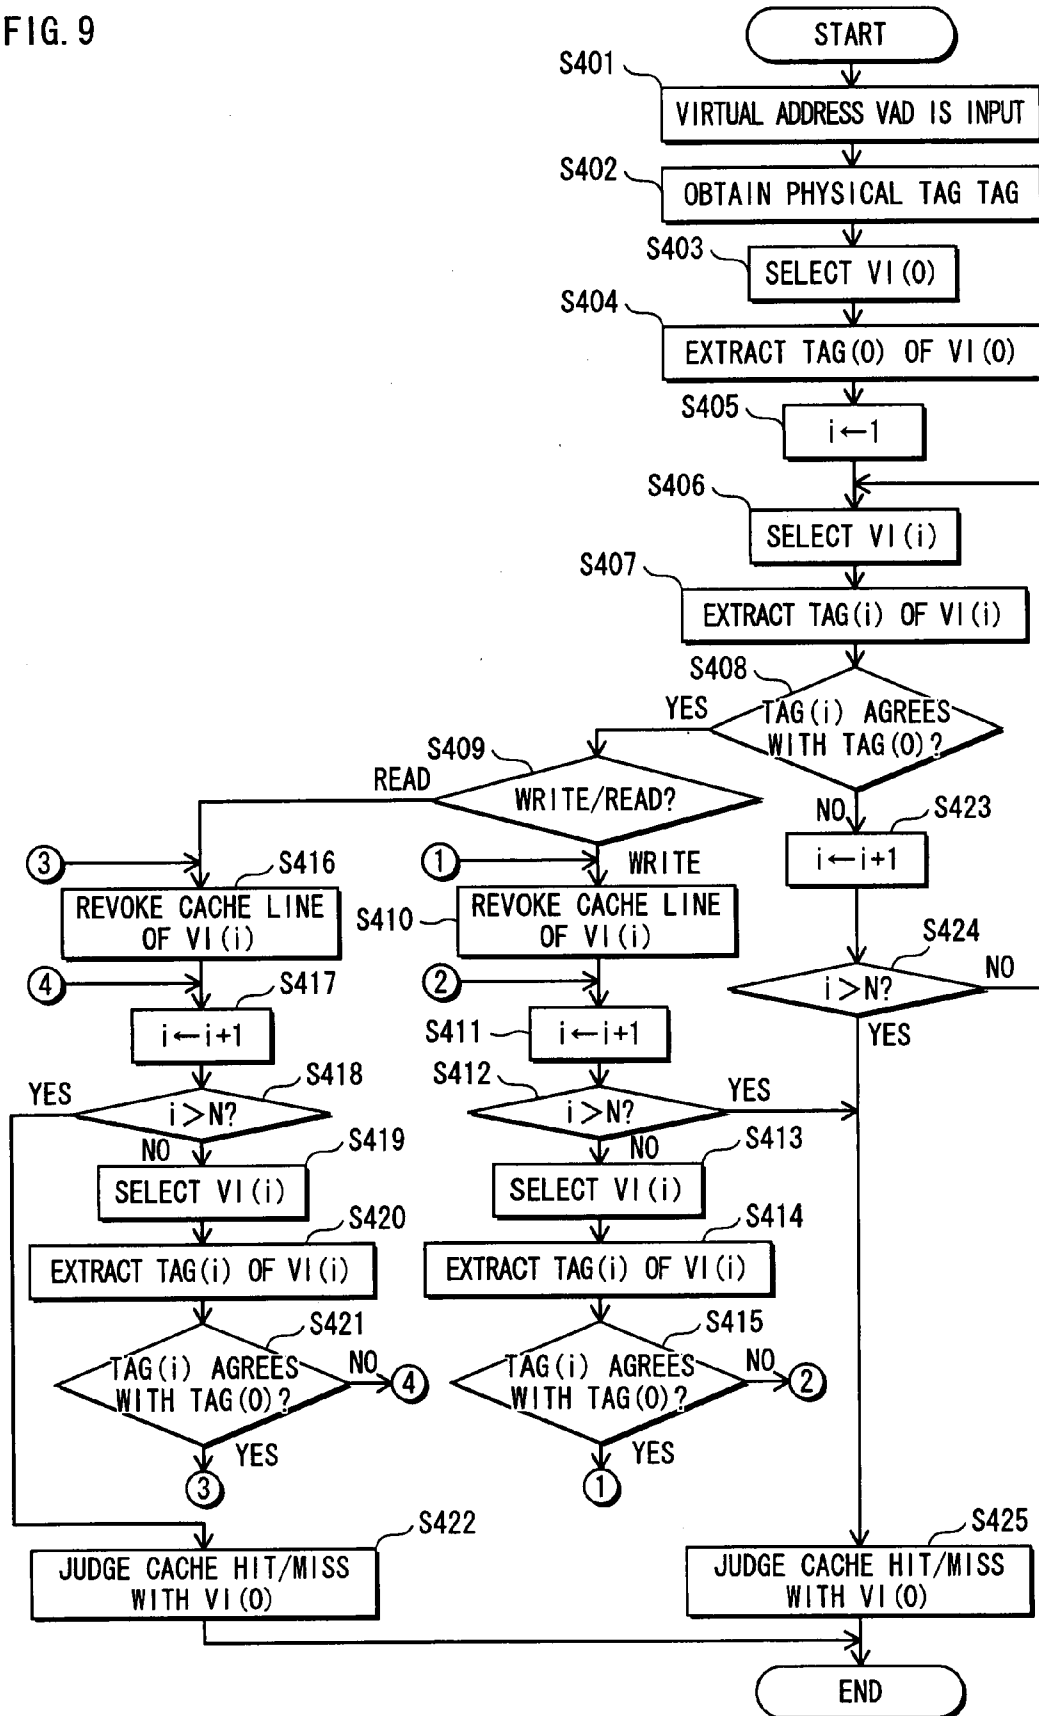 FIG. 9
START
S401
VIRTUAL ADDRESS VAD IS INPUT
S402
OBTAIN PHYSICAL TAG TAG
S403
SELECT VI(0)
S404
EXTRACT TAG(0) OF VI(0)
S405
i←1
S406
SELECT VI(i)
S407
EXTRACT TAG(i) OF VI(i)
S408
TAG(i) AGREES
WITH TAG(0)?
YES
NO
S409
WRITE/READ?
READ
WRITE
S423
i←i+1
S424
i>N?
NO
YES
3
S416
REVOKE CACHE LINE
OF VI(i)
4
S417
i←i+1
S418
i>N?
YES
NO
S419
SELECT VI(i)
S420
EXTRACT TAG(i) OF VI(i)
S421
TAG(i) AGREES
WITH TAG(0)?
NO
4
YES
3
S422
JUDGE CACHE HIT/MISS
WITH VI(0)
1
S410
REVOKE CACHE LINE
OF VI(i)
2
S411
i←i+1
S412
i>N?
YES
NO
S413
SELECT VI(i)
S414
EXTRACT TAG(i) OF VI(i)
S415
TAG(i) AGREES
WITH TAG(0)?
NO
2
YES
1
S425
JUDGE CACHE HIT/MISS
WITH VI(0)
END